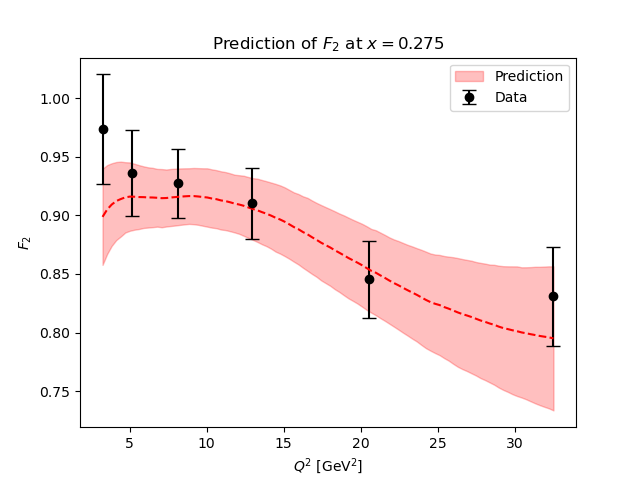 Prediction of F₂ at x = 0.275
Prediction
Data
1.00
0.95
0.90
0.85
0.80
0.75
F₂
5
10
15
20
25
30
Q² [GeV²]